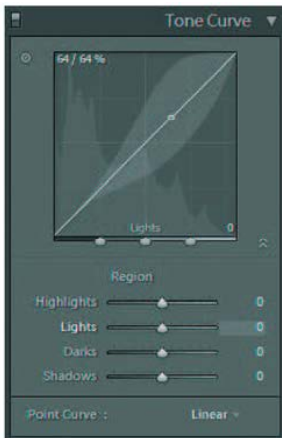 Tone Curve
64 / 64 %
Lights 0
Region
Highlights 0
Lights 0
Darks 0
Shadows 0
Point Curve : Linear